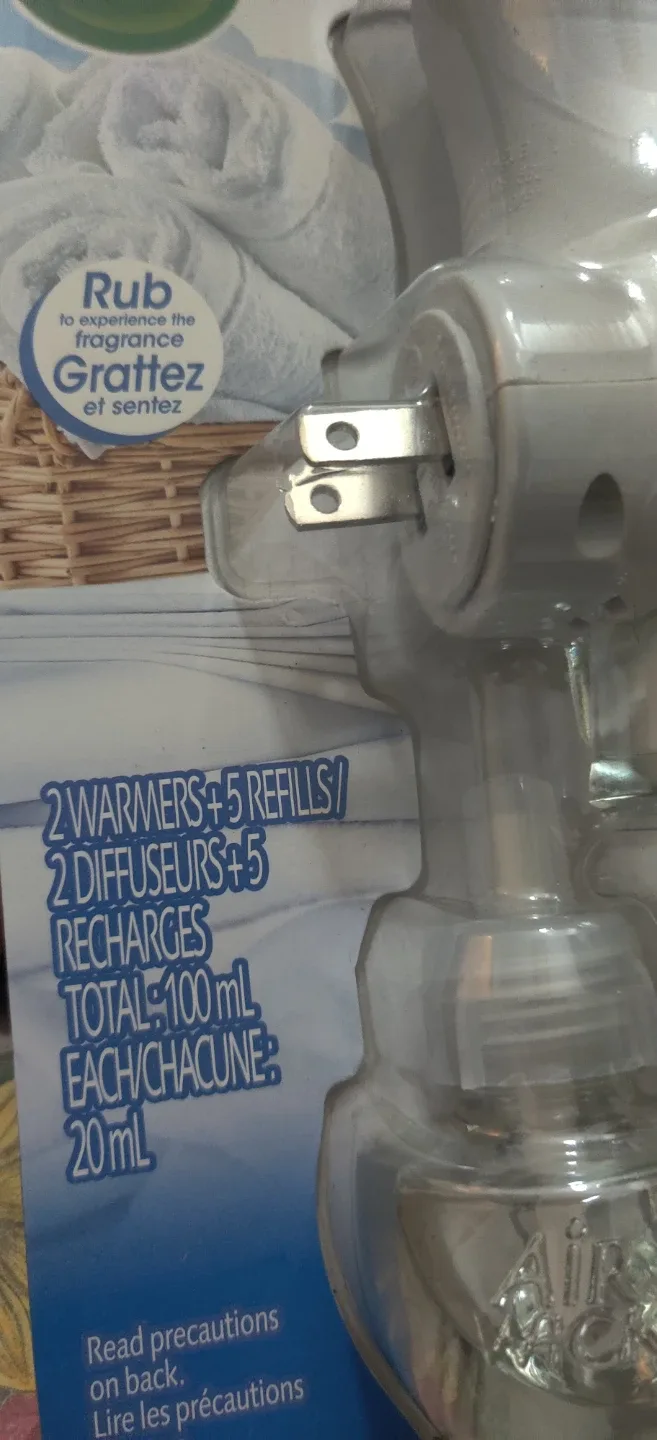 Rub
to experience the
fragrance
Grattez
et sentez
2 WARMERS + 5 REFILLS /
2 DIFFUSEURS + 5
RECHARGES
TOTAL: 100 mL
EACH/CHACUNE:
20 mL
Read precautions
on back.
Lire les précautions
Air